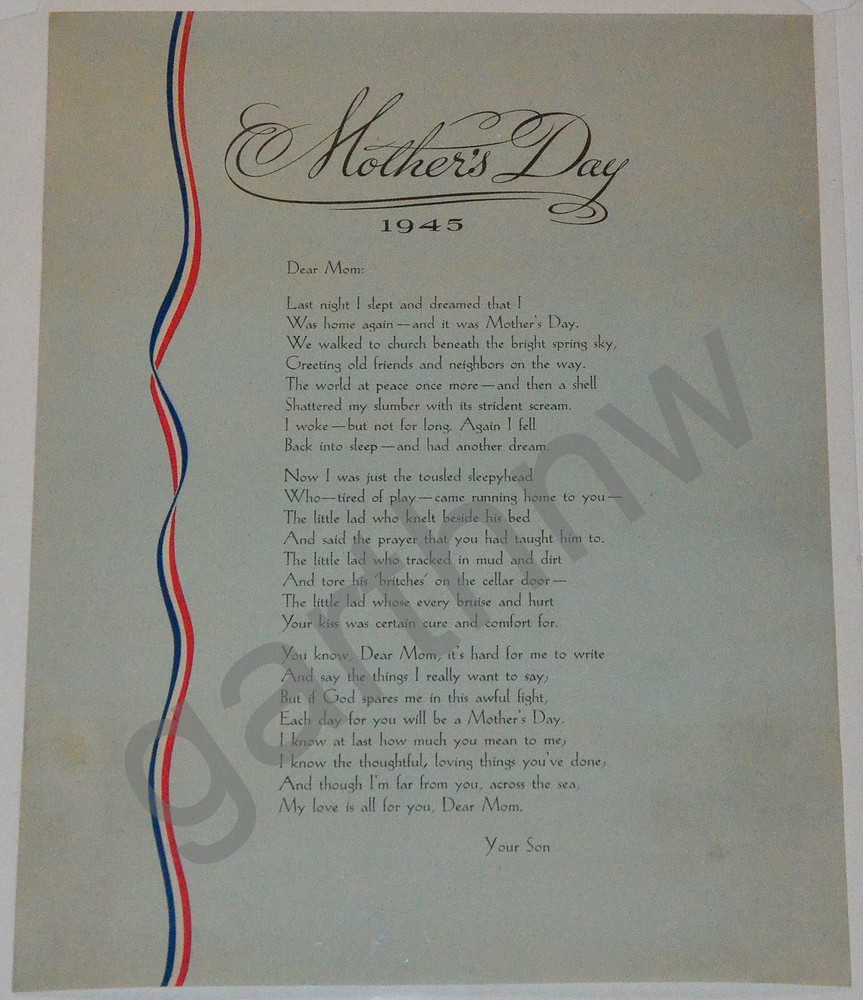 Mother's Day
1945
Dear Mom:
Last night I slept and dreamed that I
Was home again—and it was Mother's Day.
We walked to church beneath the bright spring sky,
Greeting old friends and neighbors on the way.
The world at peace once more—and then a shell
Shattered my slumber with its strident scream.
I woke—but not for long. Again I fell
Back into sleep—and had another dream.
Now I was just the tousled sleepyhead
Who—tired of play—came running home to you—
The little lad who knelt beside his bed
And said the prayer that you had taught him to.
The little lad who tracked in mud and dirt
And tore his 'britches' on the cellar door—
The little lad whose every bruise and hurt
Your kiss was certain cure and comfort for.
You know, Dear Mom, it's hard for me to write
And say the things I really want to say;
But if God spares me in this awful fight,
Each day for you will be a Mother's Day.
I know at last how much you mean to me;
I know the thoughtful, loving things you've done;
And though I'm far from you, across the sea,
My love is all for you, Dear Mom.
Your Son
garthnw